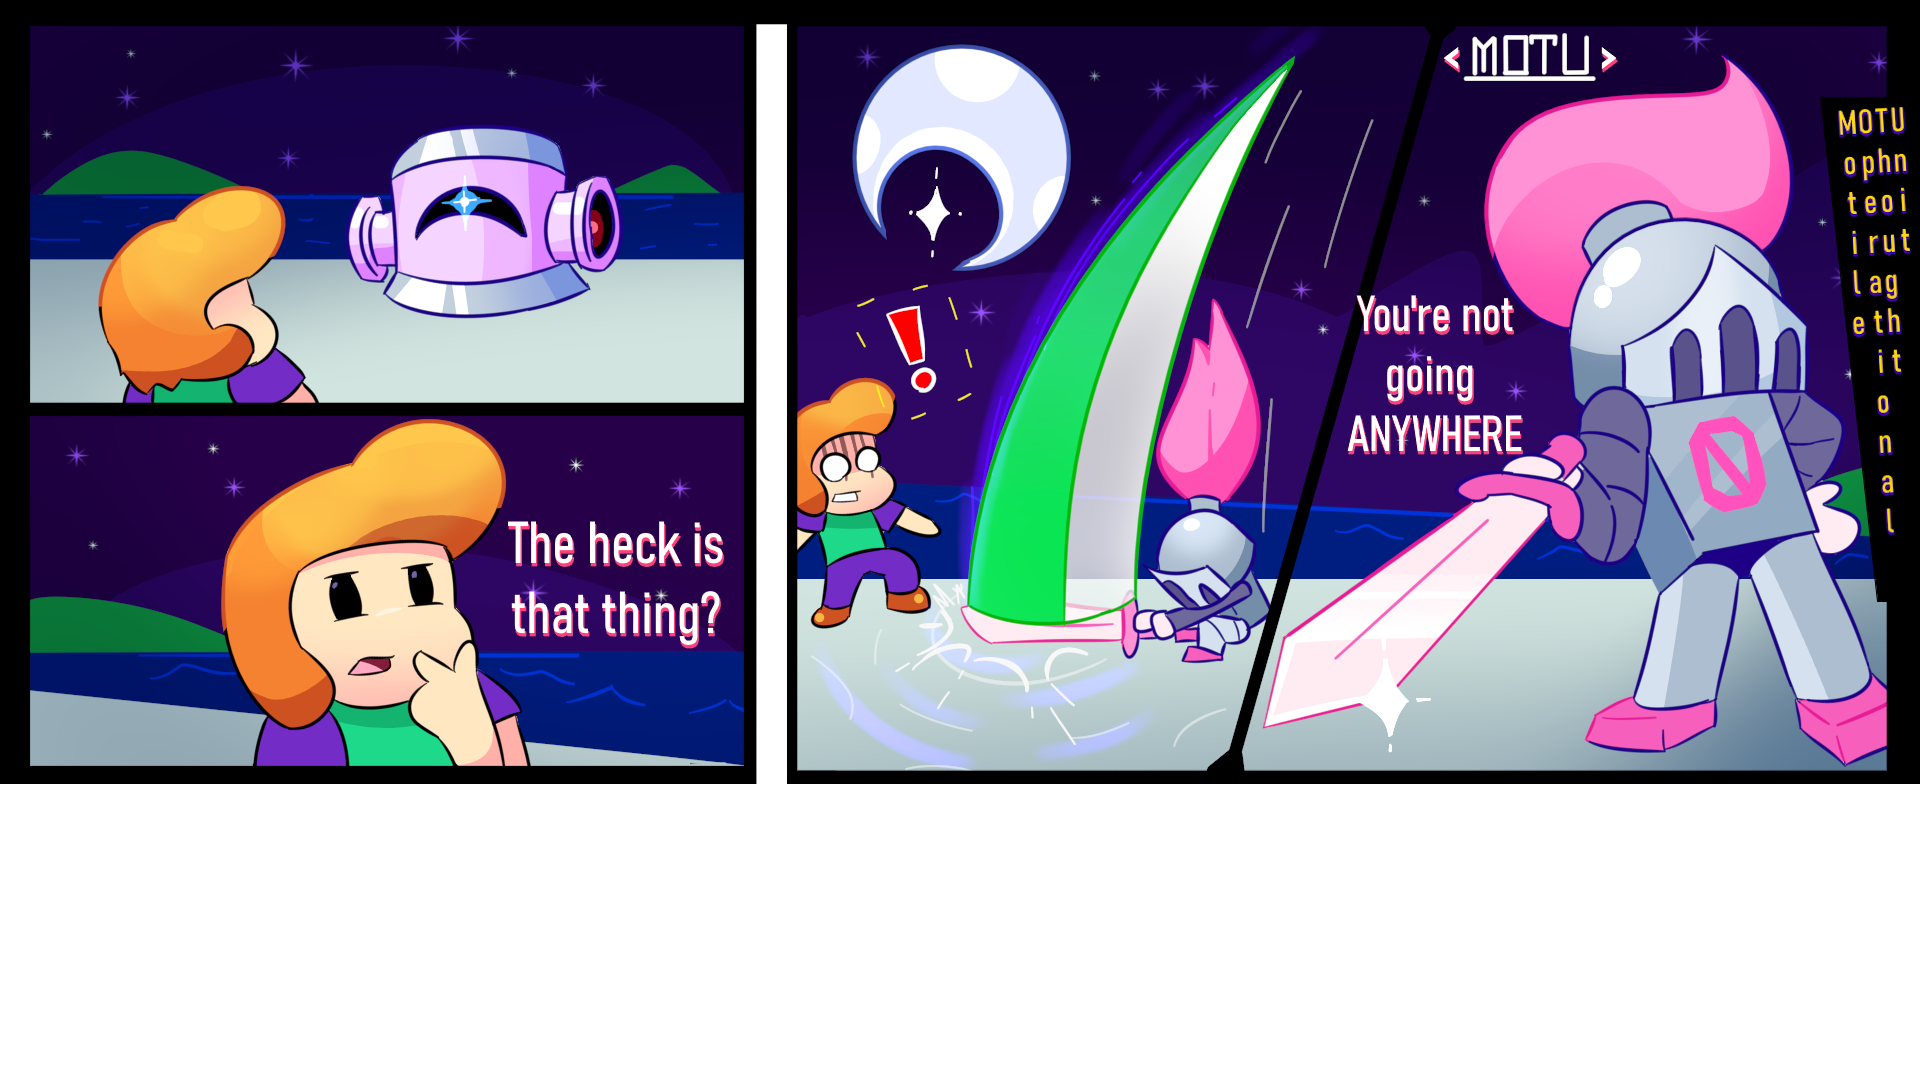 The heck is
that thing?
!
<MOTU>
You're not
going
ANYWHERE
MOTU
ophn
teoi
irut
lag
eth
it
o
n
a
l